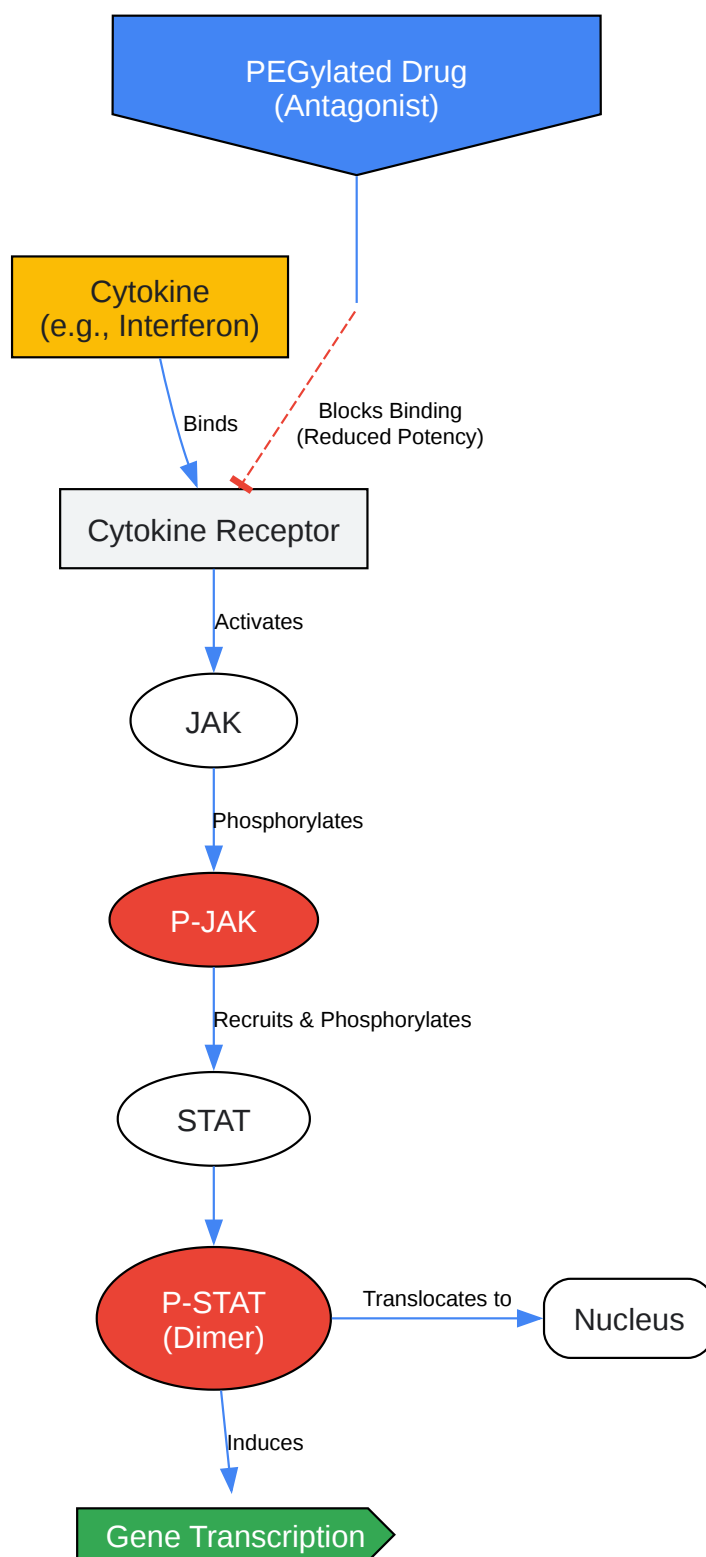 PEGylated Drug
(Antagonist)
Cytokine
(e.g., Interferon)
Binds
Blocks Binding
(Reduced Potency)
Cytokine Receptor
Activates
JAK
Phosphorylates
P-JAK
Recruits & Phosphorylates
STAT
P-STAT
(Dimer)
Translocates to
Nucleus
Induces
Gene Transcription